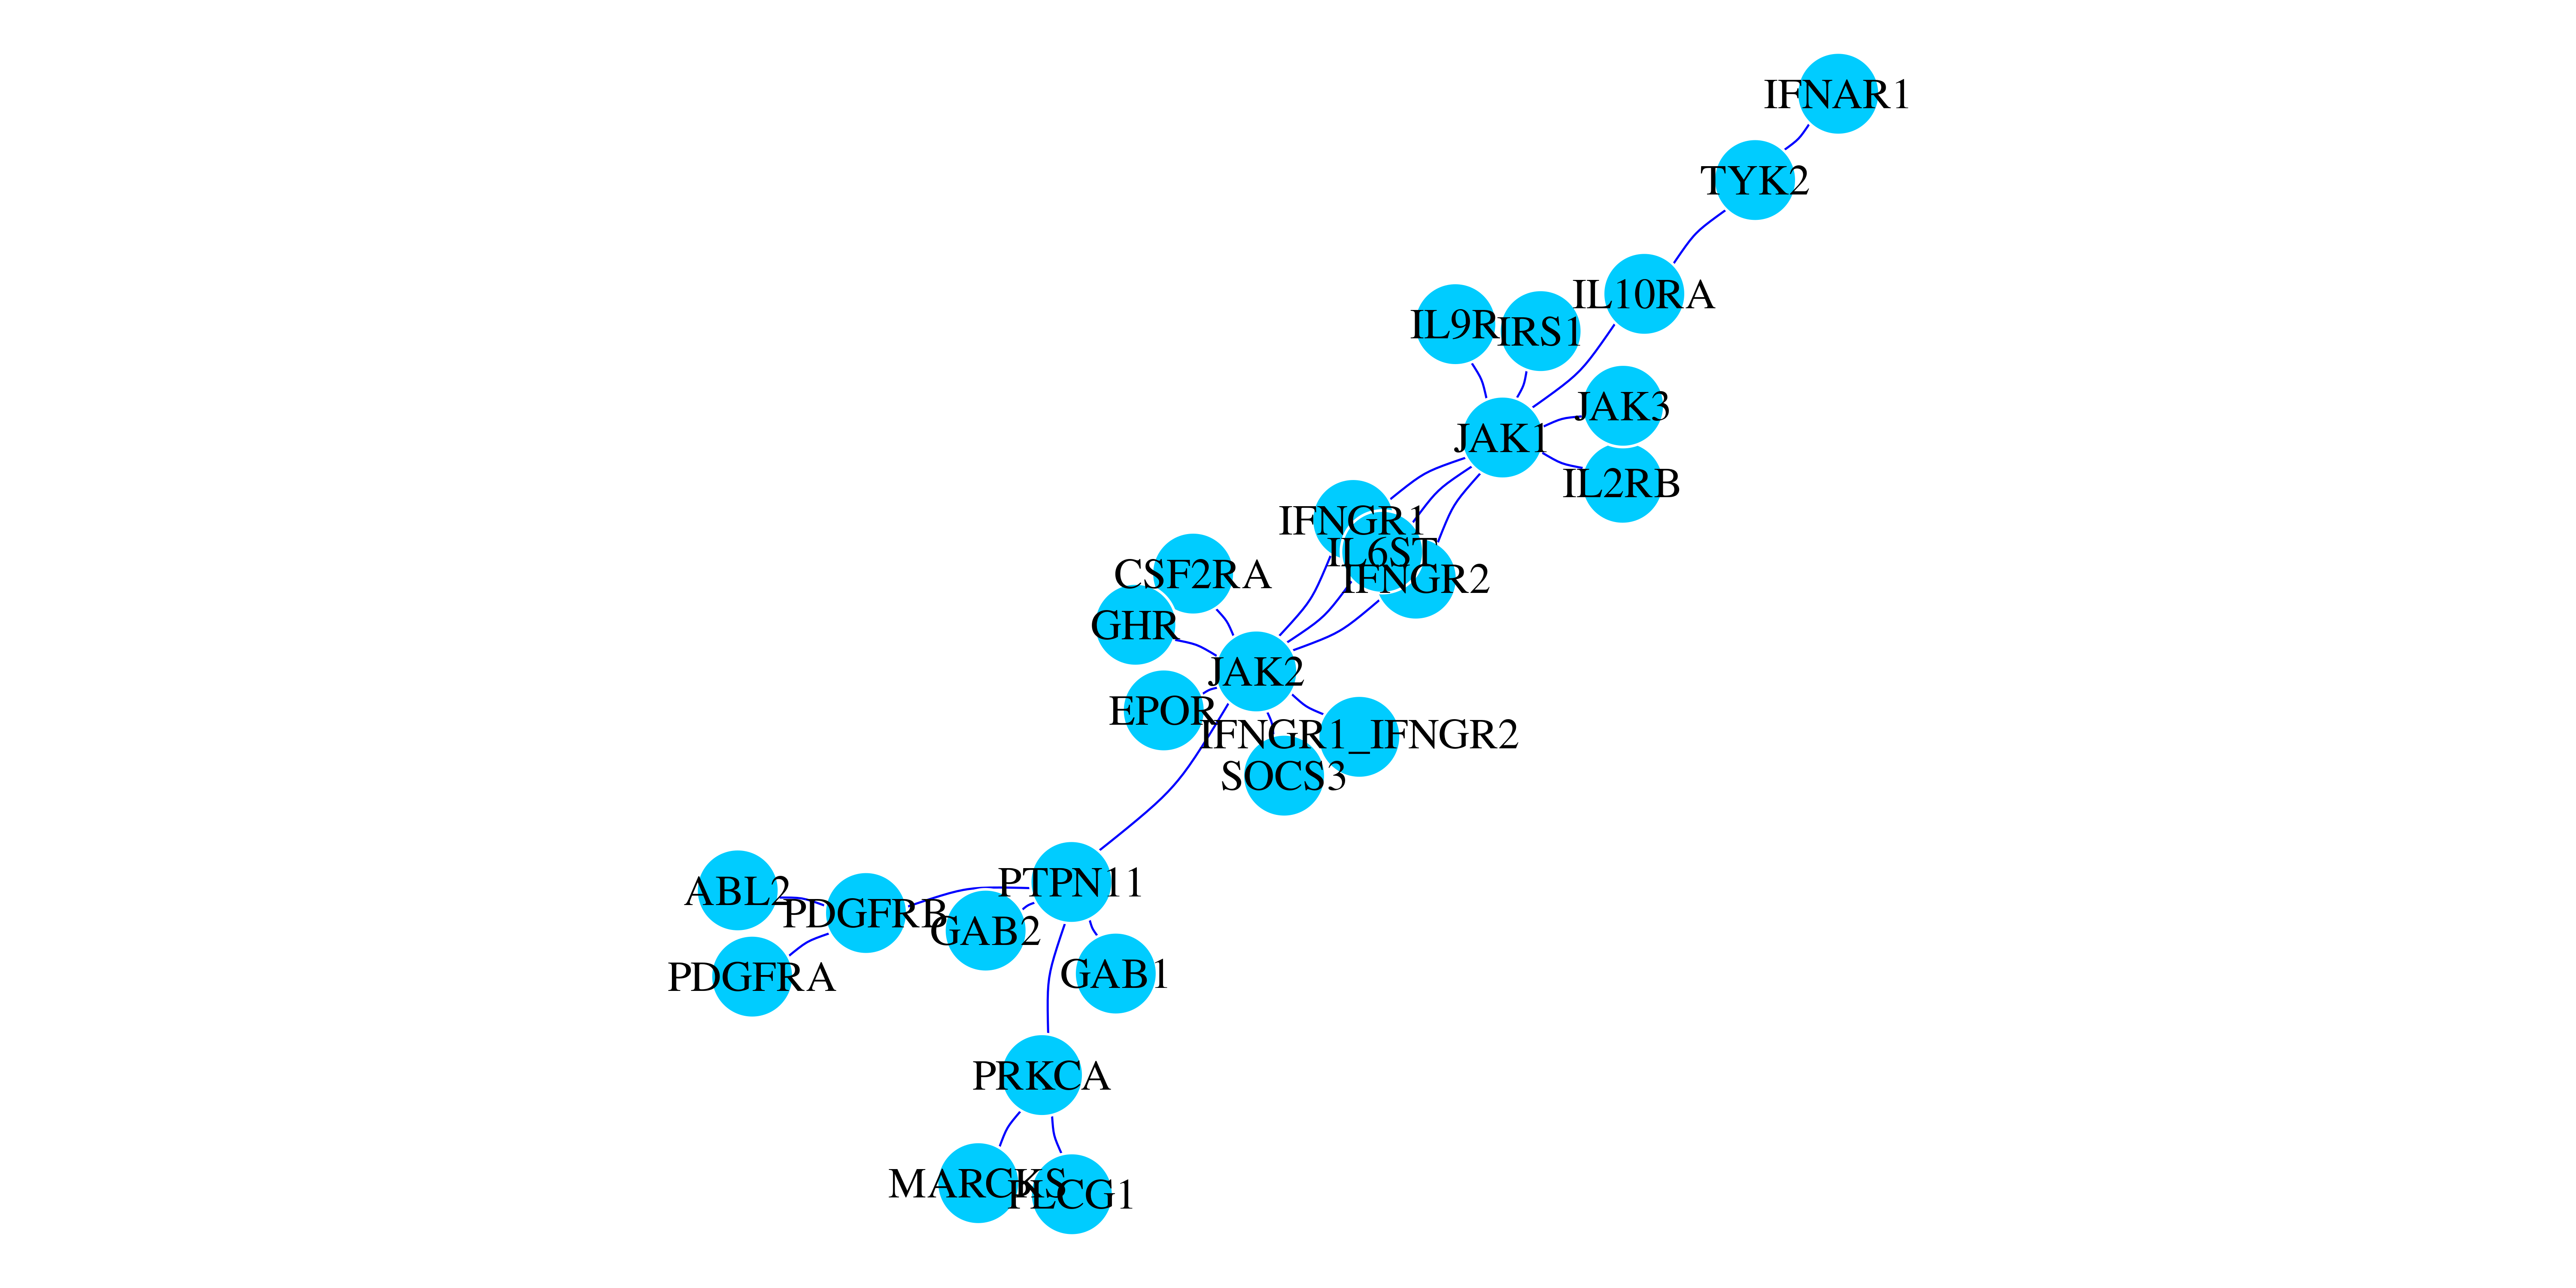 IFNAR1
TYK2
IL10RA
IL9R
IRS1
JAK3
JAK1
IL2RB
IFNGR1
IL6ST
IFNGR2
CSF2RA
GHR
JAK2
EPOR
IFNGR1_IFNGR2
SOCS3
PTPN11
ABL2
PDGFRB
GAB2
PDGFRA
GAB1
PRKCA
MARCKS
PLCG1